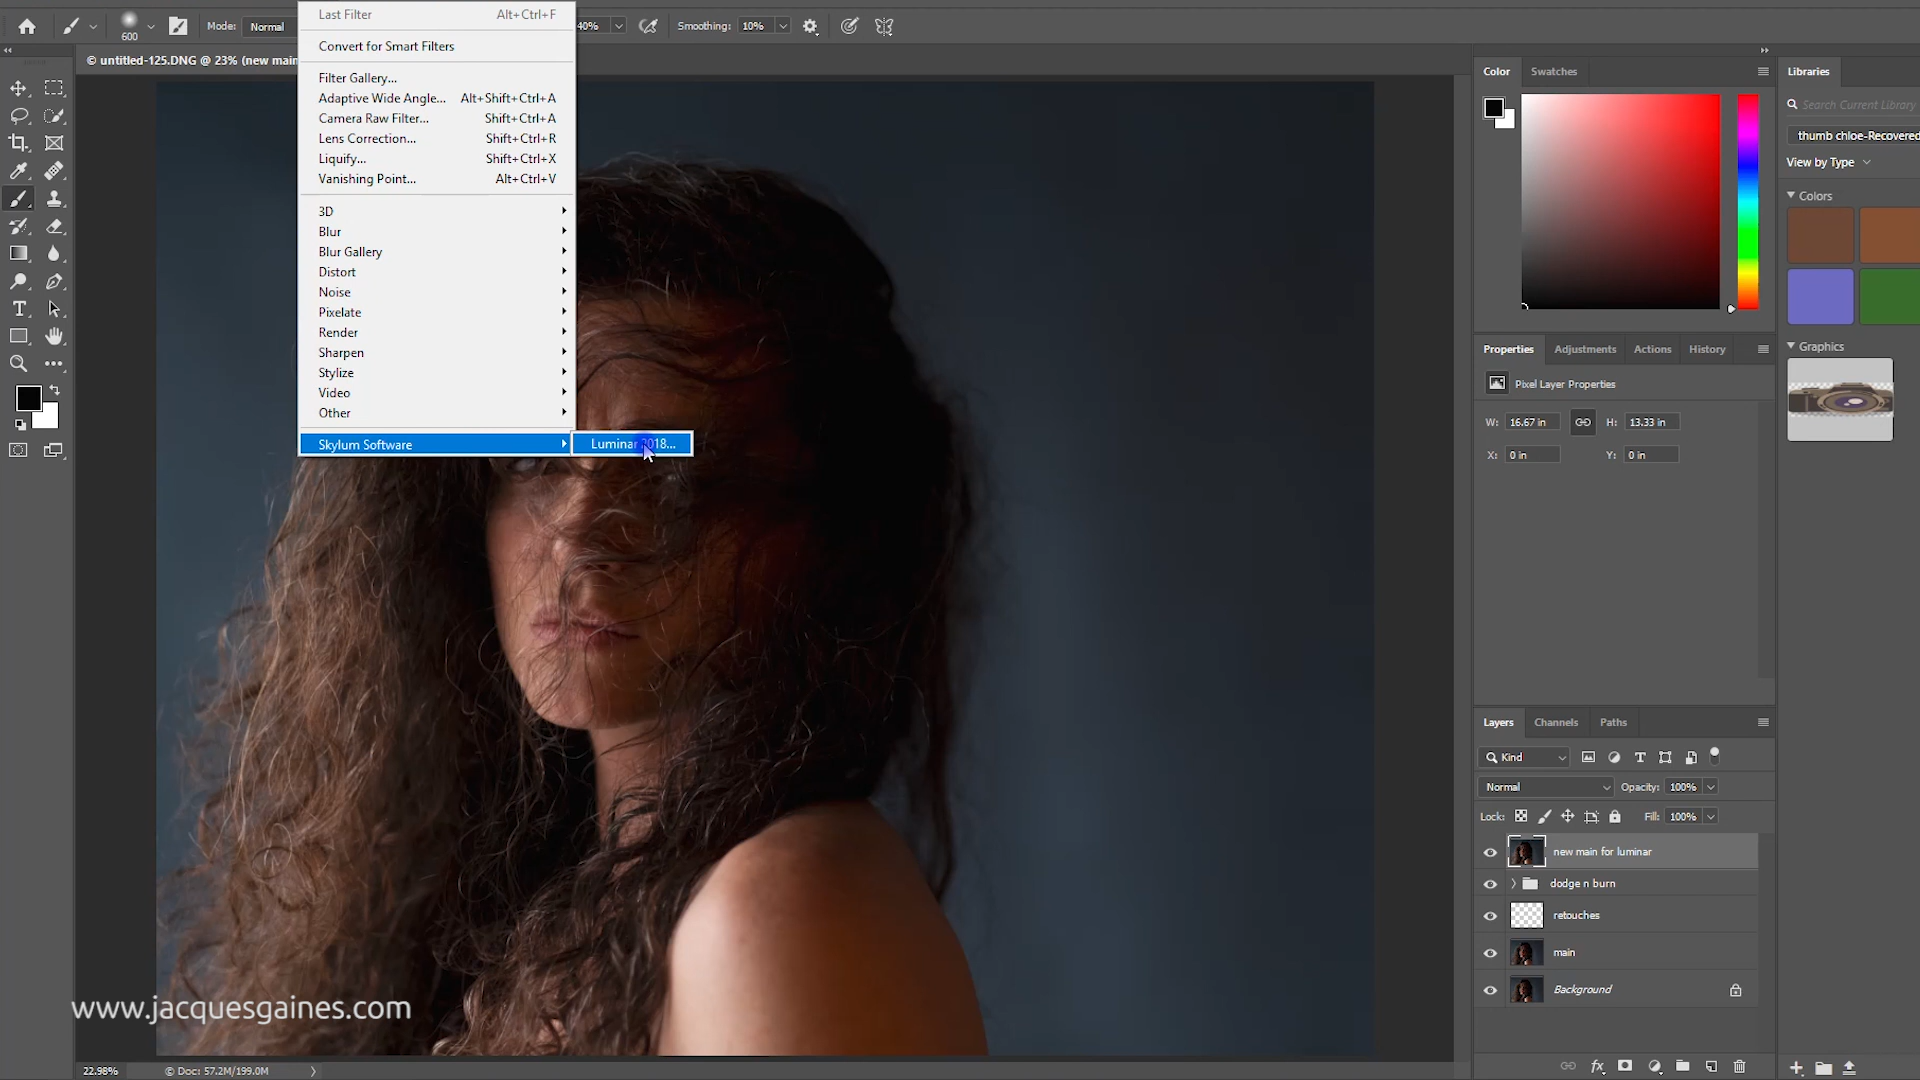 600
Mode:
Normal
40%
Smoothing:
10%
© untitled-125.DNG @ 23% (new main
Last Filter Alt+Ctrl+F
Convert for Smart Filters
Filter Gallery...
Adaptive Wide Angle... Alt+Shift+Ctrl+A
Camera Raw Filter... Shift+Ctrl+A
Lens Correction... Shift+Ctrl+R
Liquify... Shift+Ctrl+X
Vanishing Point... Alt+Ctrl+V
3D
Blur
Blur Gallery
Distort
Noise
Pixelate
Render
Sharpen
Stylize
Video
Other
Skylum Software
Luminar 2018...
Color Swatches
Libraries
Search Current Library
thumb chloe-Recovered
View by Type
Colors
Graphics
Properties Adjustments Actions History
Pixel Layer Properties
W: 16.67 in H: 13.33 in
X: 0 in Y: 0 in
Layers Channels Paths
Kind
Normal Opacity: 100%
Lock: Fill: 100%
new main for luminar
dodge n burn
retouches
main
Background
www.jacquesgaines.com
22.98% © Doc: 57.2M/199.0M